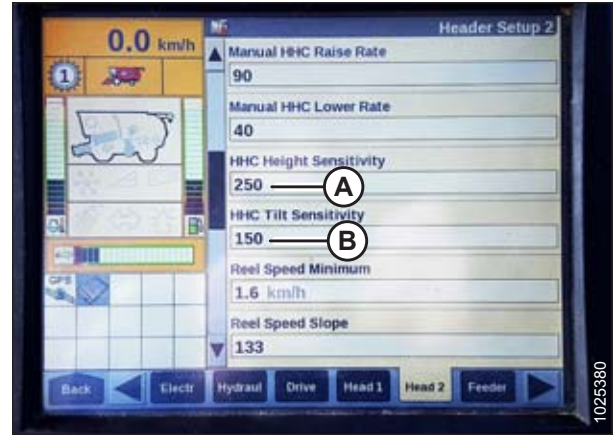 0.0 km/h
Header Setup 2
1
Manual HHC Raise Rate
90
Manual HHC Lower Rate
40
HHC Height Sensitivity
250
A
HHC Tilt Sensitivity
150
B
Reel Speed Minimum
1.6 km/h
Reel Speed Slope
133
GPS
Back
Electr
Hydraul
Drive
Head 1
Head 2
Feeder
1025380